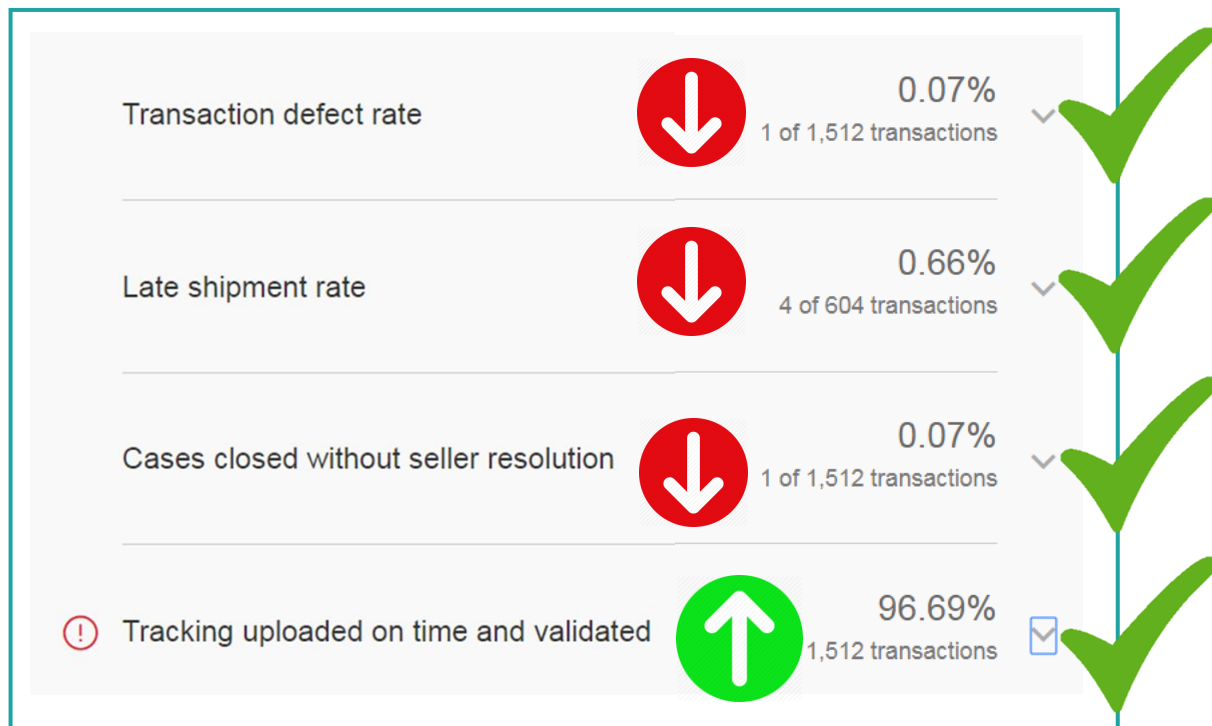 Transaction defect rate
0.07%
1 of 1,512 transactions
Late shipment rate
0.66%
4 of 604 transactions
Cases closed without seller resolution
0.07%
1 of 1,512 transactions
Tracking uploaded on time and validated
96.69%
1,512 transactions